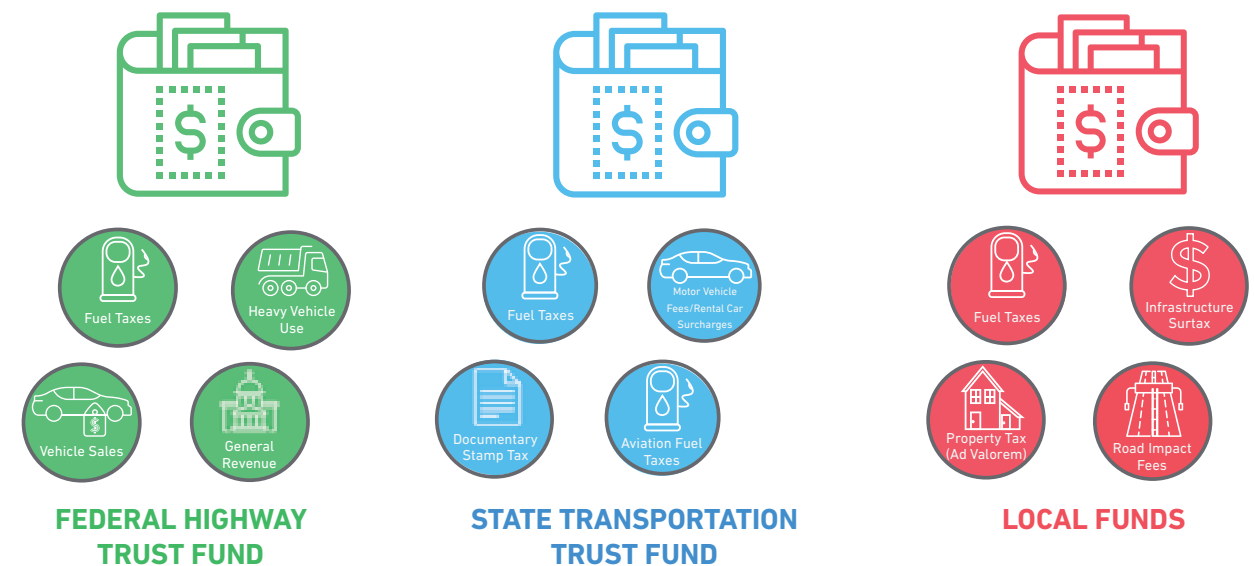 $
Fuel Taxes
Heavy Vehicle
Use
$
Vehicle Sales
General
Revenue
FEDERAL HIGHWAY
TRUST FUND
$
Fuel Taxes
Motor Vehicle
Fees/Rental Car
Surcharges
Documentary
Stamp Tax
Aviation Fuel
Taxes
STATE TRANSPORTATION
TRUST FUND
$
Fuel Taxes
$
Infrastructure
Surtax
Property Tax
(Ad Valorem)
Road Impact
Fees
LOCAL FUNDS